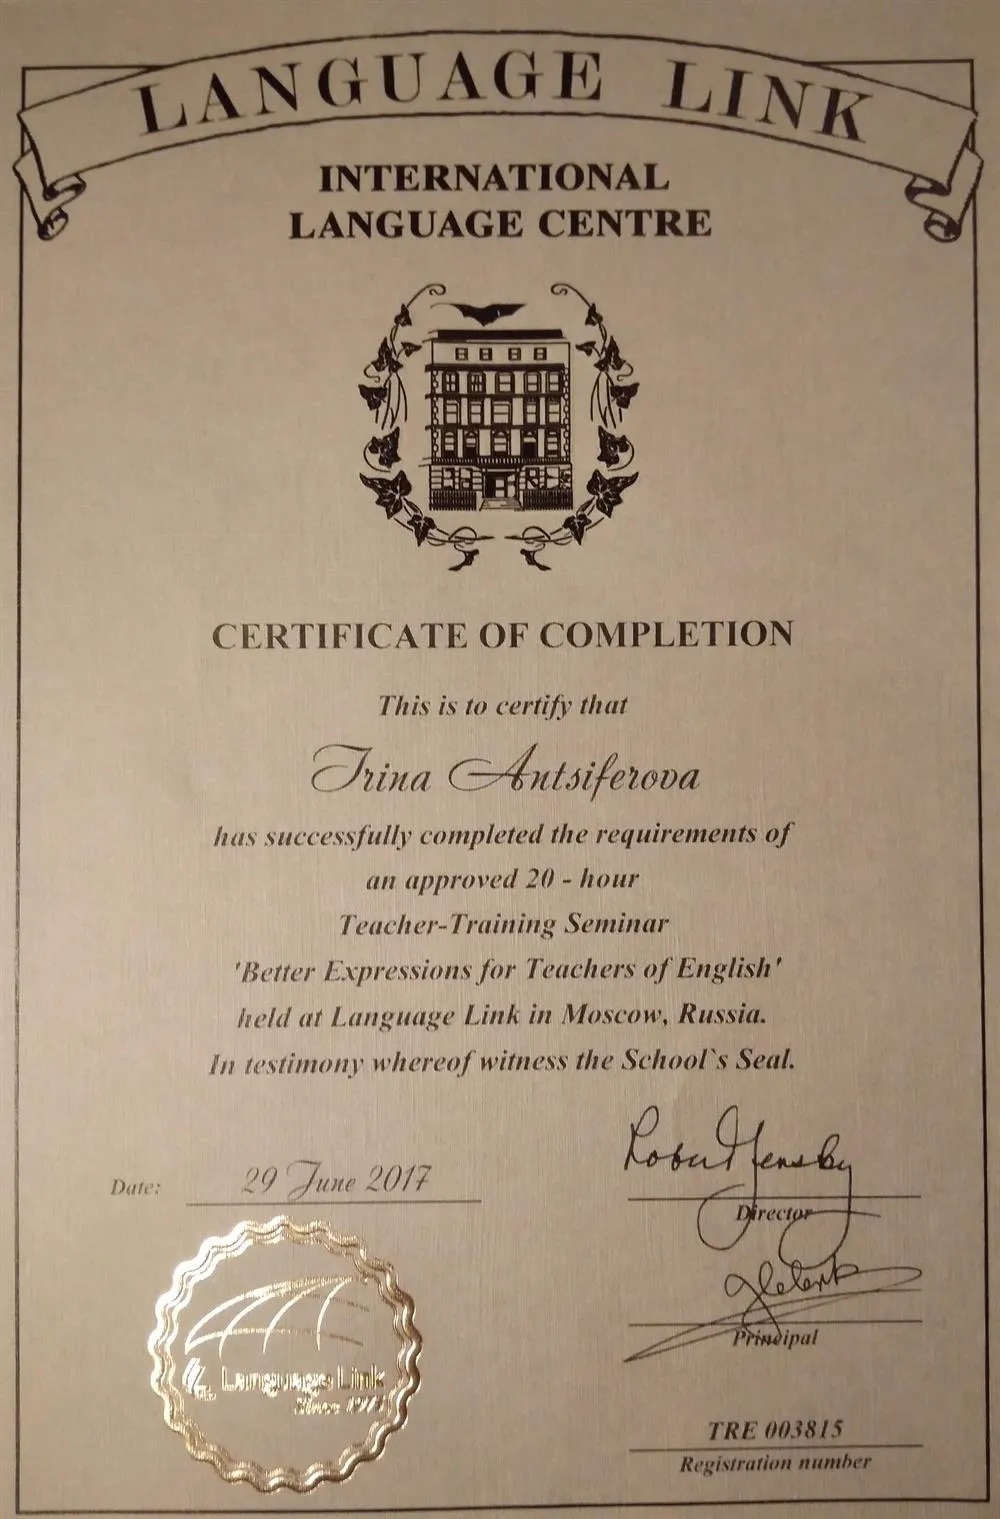 LANGUAGE LINK
INTERNATIONAL
LANGUAGE CENTRE
CERTIFICATE OF COMPLETION
This is to certify that
Irina Antsiferova
has successfully completed the requirements of
an approved 20 - hour
Teacher-Training Seminar
'Better Expressions for Teachers of English'
held at Language Link in Moscow, Russia.
In testimony whereof witness the School`s Seal.
Date: 29 June 2017
Director
Principal
Language Link
Since
TRE 003815
Registration number